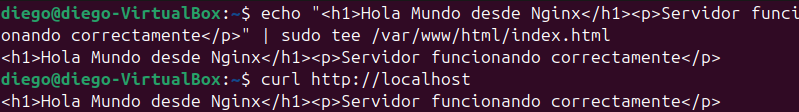 diego@diego-VirtualBox:~$ echo "<h1>Hola Mundo desde Nginx</h1><p>Servidor funci
onando correctamente</p>" | sudo tee /var/www/html/index.html
<h1>Hola Mundo desde Nginx</h1><p>Servidor funcionando correctamente</p>
diego@diego-VirtualBox:~$ curl http://localhost
<h1>Hola Mundo desde Nginx</h1><p>Servidor funcionando correctamente</p>